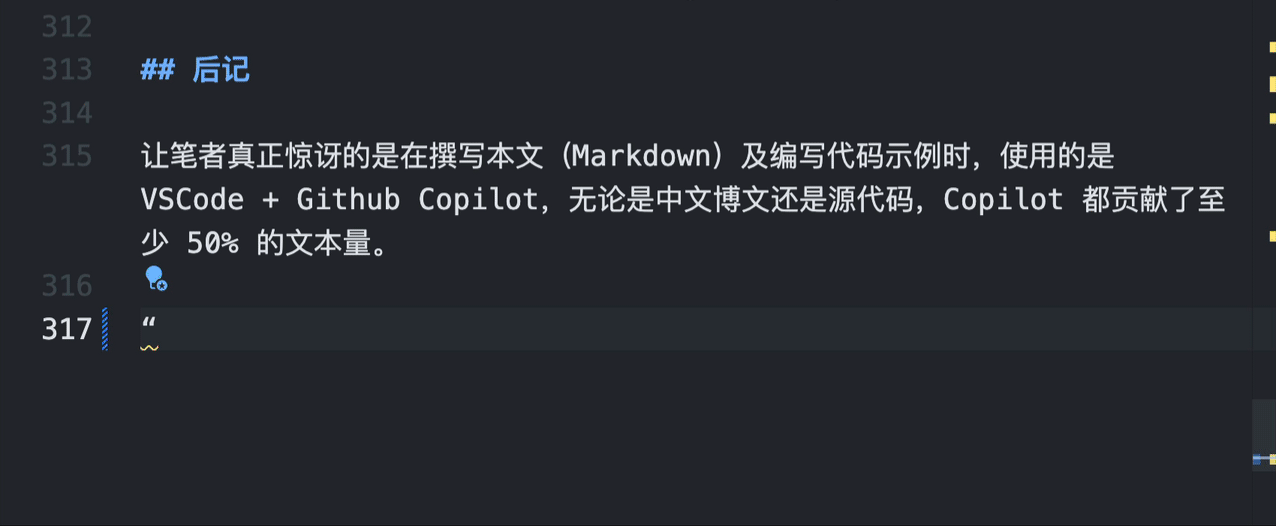 312
313 ## 后记
314
315 让笔者真正惊讶的是在撰写本文（Markdown）及编写代码示例时，使用的是
VSCode + Github Copilot，无论是中文博文还是源代码，Copilot 都贡献了至
少 50% 的文本量。
316
317 “